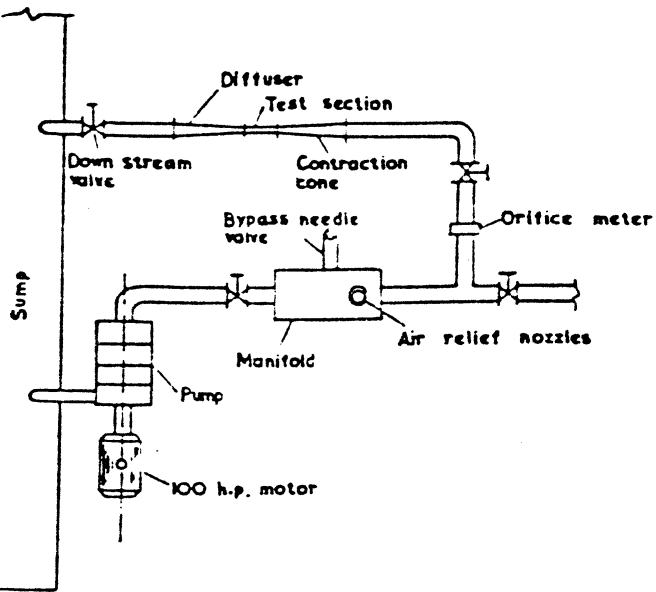 Diffuser
Test section
Down stream
valve
Contraction
cone
Bypass needle
valve
Orifice meter
Sump
Air relief nozzles
Manifold
Pump
100 h.p. motor